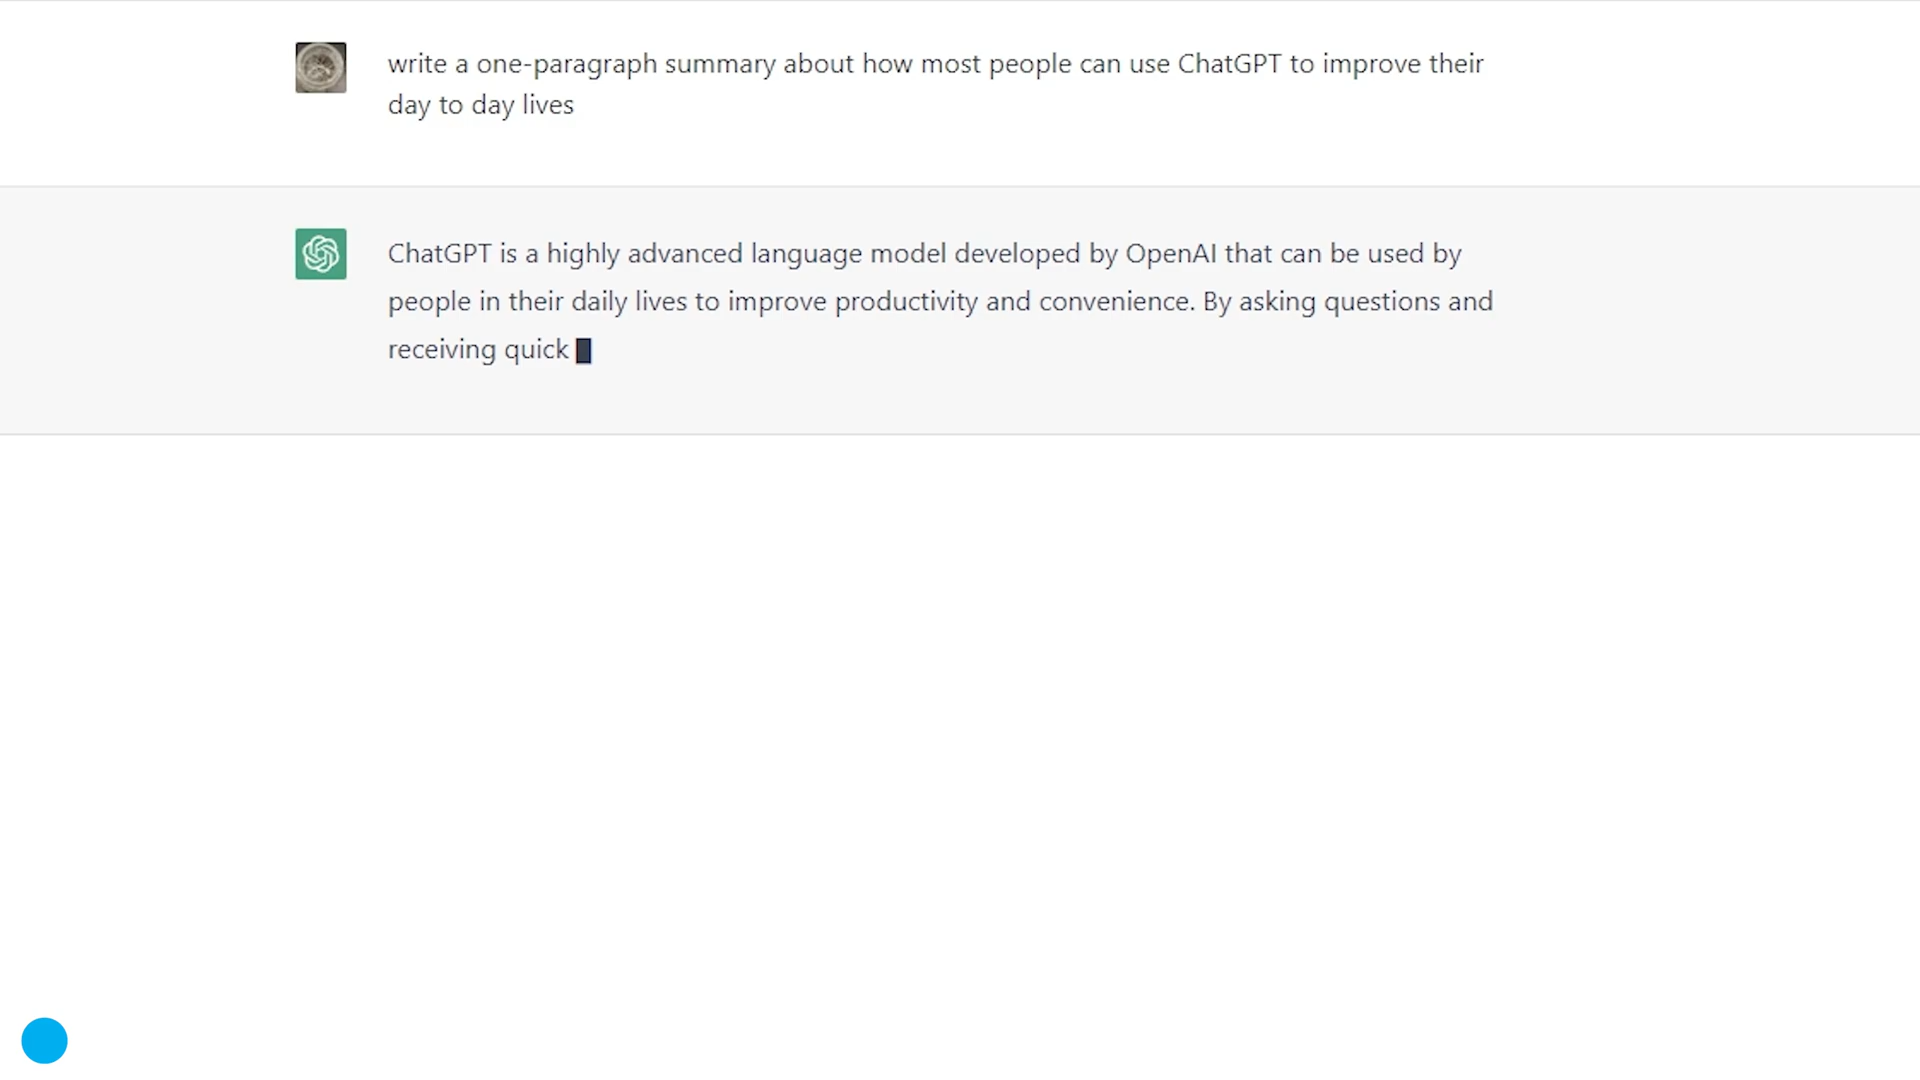 write a one-paragraph summary about how most people can use ChatGPT to improve their
day to day lives
ChatGPT is a highly advanced language model developed by OpenAI that can be used by
people in their daily lives to improve productivity and convenience. By asking questions and
receiving quick